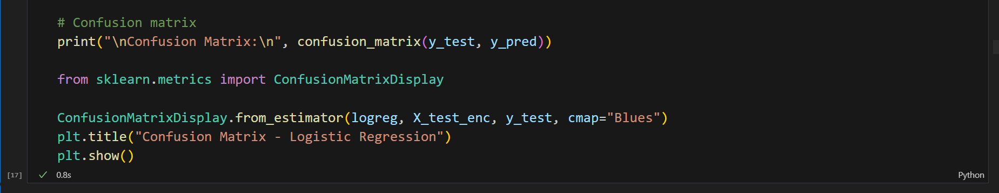 # Confusion matrix
print("\nConfusion Matrix:\n", confusion_matrix(y_test, y_pred))
from sklearn.metrics import ConfusionMatrixDisplay
ConfusionMatrixDisplay.from_estimator(logreg, X_test_enc, y_test, cmap="Blues")
plt.title("Confusion Matrix - Logistic Regression")
plt.show()
[17] ✓ 0.8s Python